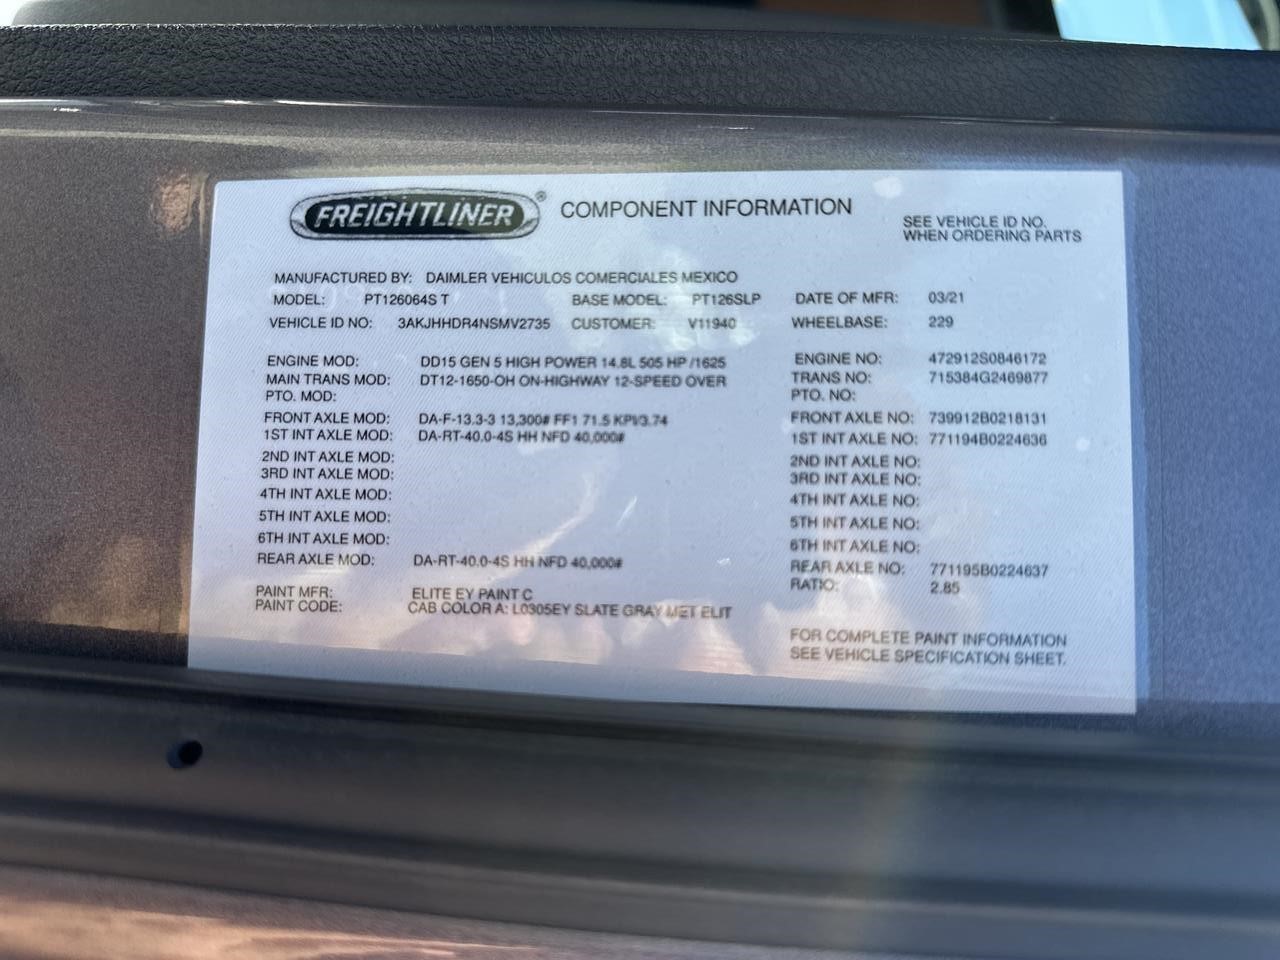 FREIGHTLINER® COMPONENT INFORMATION
SEE VEHICLE ID NO.
WHEN ORDERING PARTS
MANUFACTURED BY: DAIMLER VEHICULOS COMERCIALES MEXICO
MODEL: PT126064S T BASE MODEL: PT126SLP DATE OF MFR: 03/21
VEHICLE ID NO: 3AKJHHDR4NSMV2735 CUSTOMER: V11940 WHEELBASE: 229
ENGINE MOD: DD15 GEN 5 HIGH POWER 14.8L 505 HP /1625 ENGINE NO: 472912S0846172
MAIN TRANS MOD: DT12-1650-OH ON-HIGHWAY 12-SPEED OVER TRANS NO: 715384G2469877
PTO. MOD: PTO. NO:
FRONT AXLE MOD: DA-F-13.3-3 13,300# FF1 71.5 KPI/3.74 FRONT AXLE NO: 739912B0218131
1ST INT AXLE MOD: DA-RT-40.0-4S HH NFD 40,000# 1ST INT AXLE NO: 771194B0224636
2ND INT AXLE MOD: 2ND INT AXLE NO:
3RD INT AXLE MOD: 3RD INT AXLE NO:
4TH INT AXLE MOD: 4TH INT AXLE NO:
5TH INT AXLE MOD: 5TH INT AXLE NO:
6TH INT AXLE MOD: 6TH INT AXLE NO:
REAR AXLE MOD: DA-RT-40.0-4S HH NFD 40,000# REAR AXLE NO: 771195B0224637
RATIO: 2.85
PAINT MFR: ELITE EY PAINT C
PAINT CODE: CAB COLOR A: L0305EY SLATE GRAY MET ELIT
FOR COMPLETE PAINT INFORMATION
SEE VEHICLE SPECIFICATION SHEET.